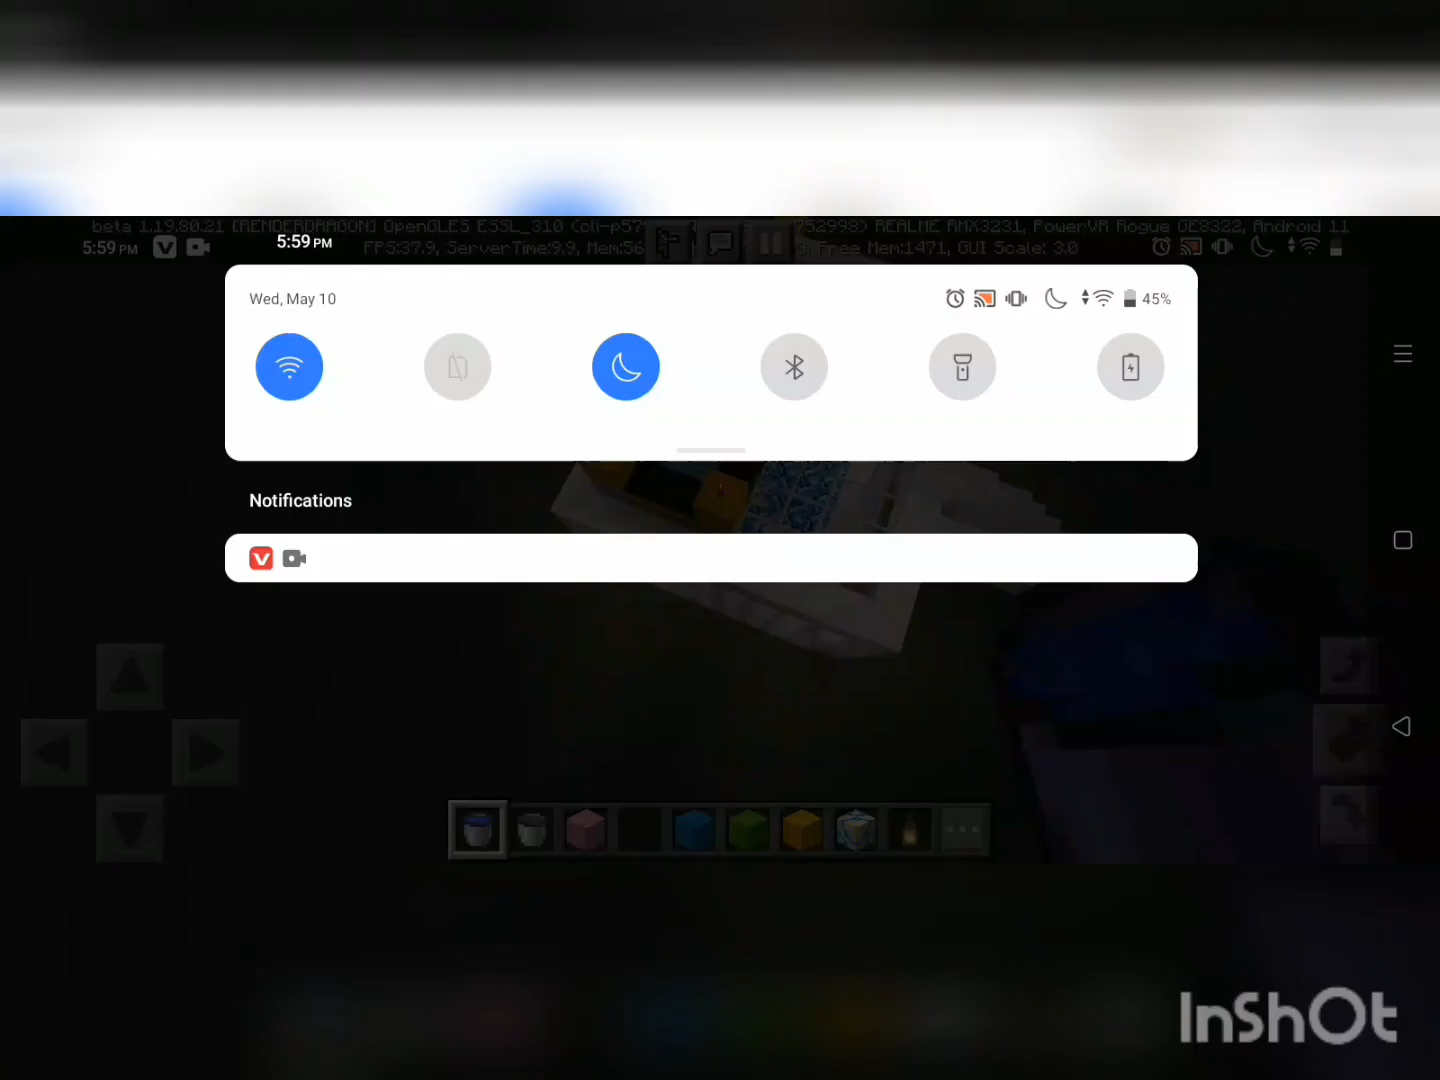 beta 1.19.80.21 [RENDERDRAGON] OpenGLES ESSL_310 (cli-p57 752998) REALME RMX3231, PowerVR Rogue GE8322, Android 11
5:59 PM 5:59 PM FPS:37.9, ServerTime:9.9, Mem:56 3, Free Mem:1471, GUI Scale: 3.0
Wed, May 10 45%
Notifications
InShOt